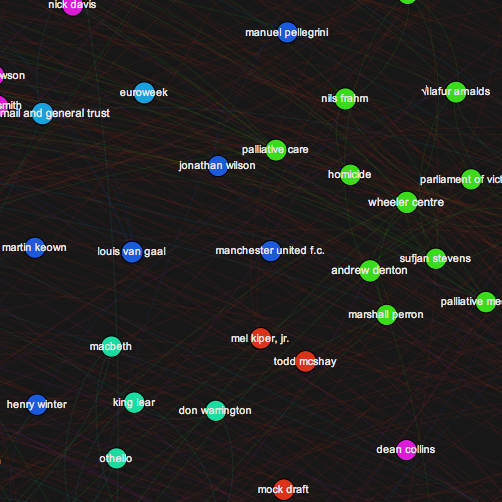 nick davis
manuel pellegrini
wson
euroweek
nils frahm
smith
mail and general trust
palliative care
jonathan wilson
homicide
parliament of vict
wheeler centre
martin keown
louis van gaal
manchester united f.c.
sufjan stevens
andrew denton
palliative me
marshall perron
mel kiper, jr.
macbeth
todd mcshay
henry winter
king lear
don warrington
dean collins
othello
mock draft